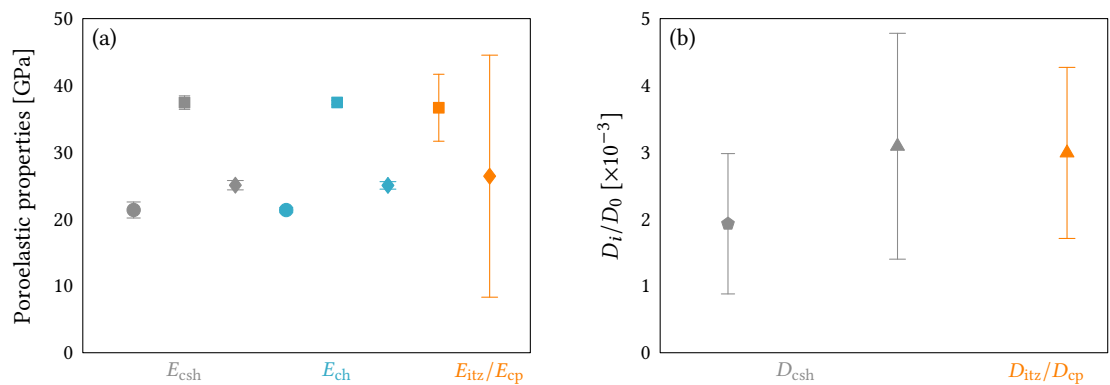 (a)
Poroelastic properties [GPa]
50
40
30
20
10
0
E_csh
E_ch
E_itz/E_cp
(b)
D_i/D_0 [×10^−3]
5
4
3
2
1
0
D_csh
D_itz/D_cp